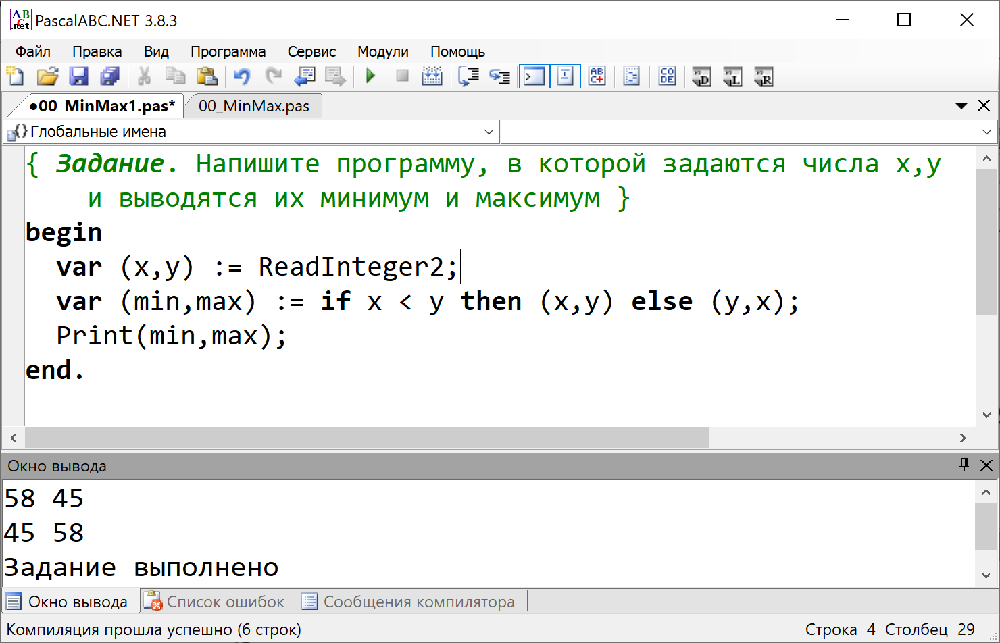 PascalABC.NET 3.8.3
Файл Правка Вид Программа Сервис Модули Помощь
●00_MinMax1.pas* 00_MinMax.pas
Глобальные имена
{ Задание. Напишите программу, в которой задаются числа x,y
и выводятся их минимум и максимум }
begin
var (x,y) := ReadInteger2;
var (min,max) := if x < y then (x,y) else (y,x);
Print(min,max);
end.
Окно вывода
58 45
45 58
Задание выполнено
Окно вывода Список ошибок Сообщения компилятора
Компиляция прошла успешно (6 строк) Строка 4 Столбец 29